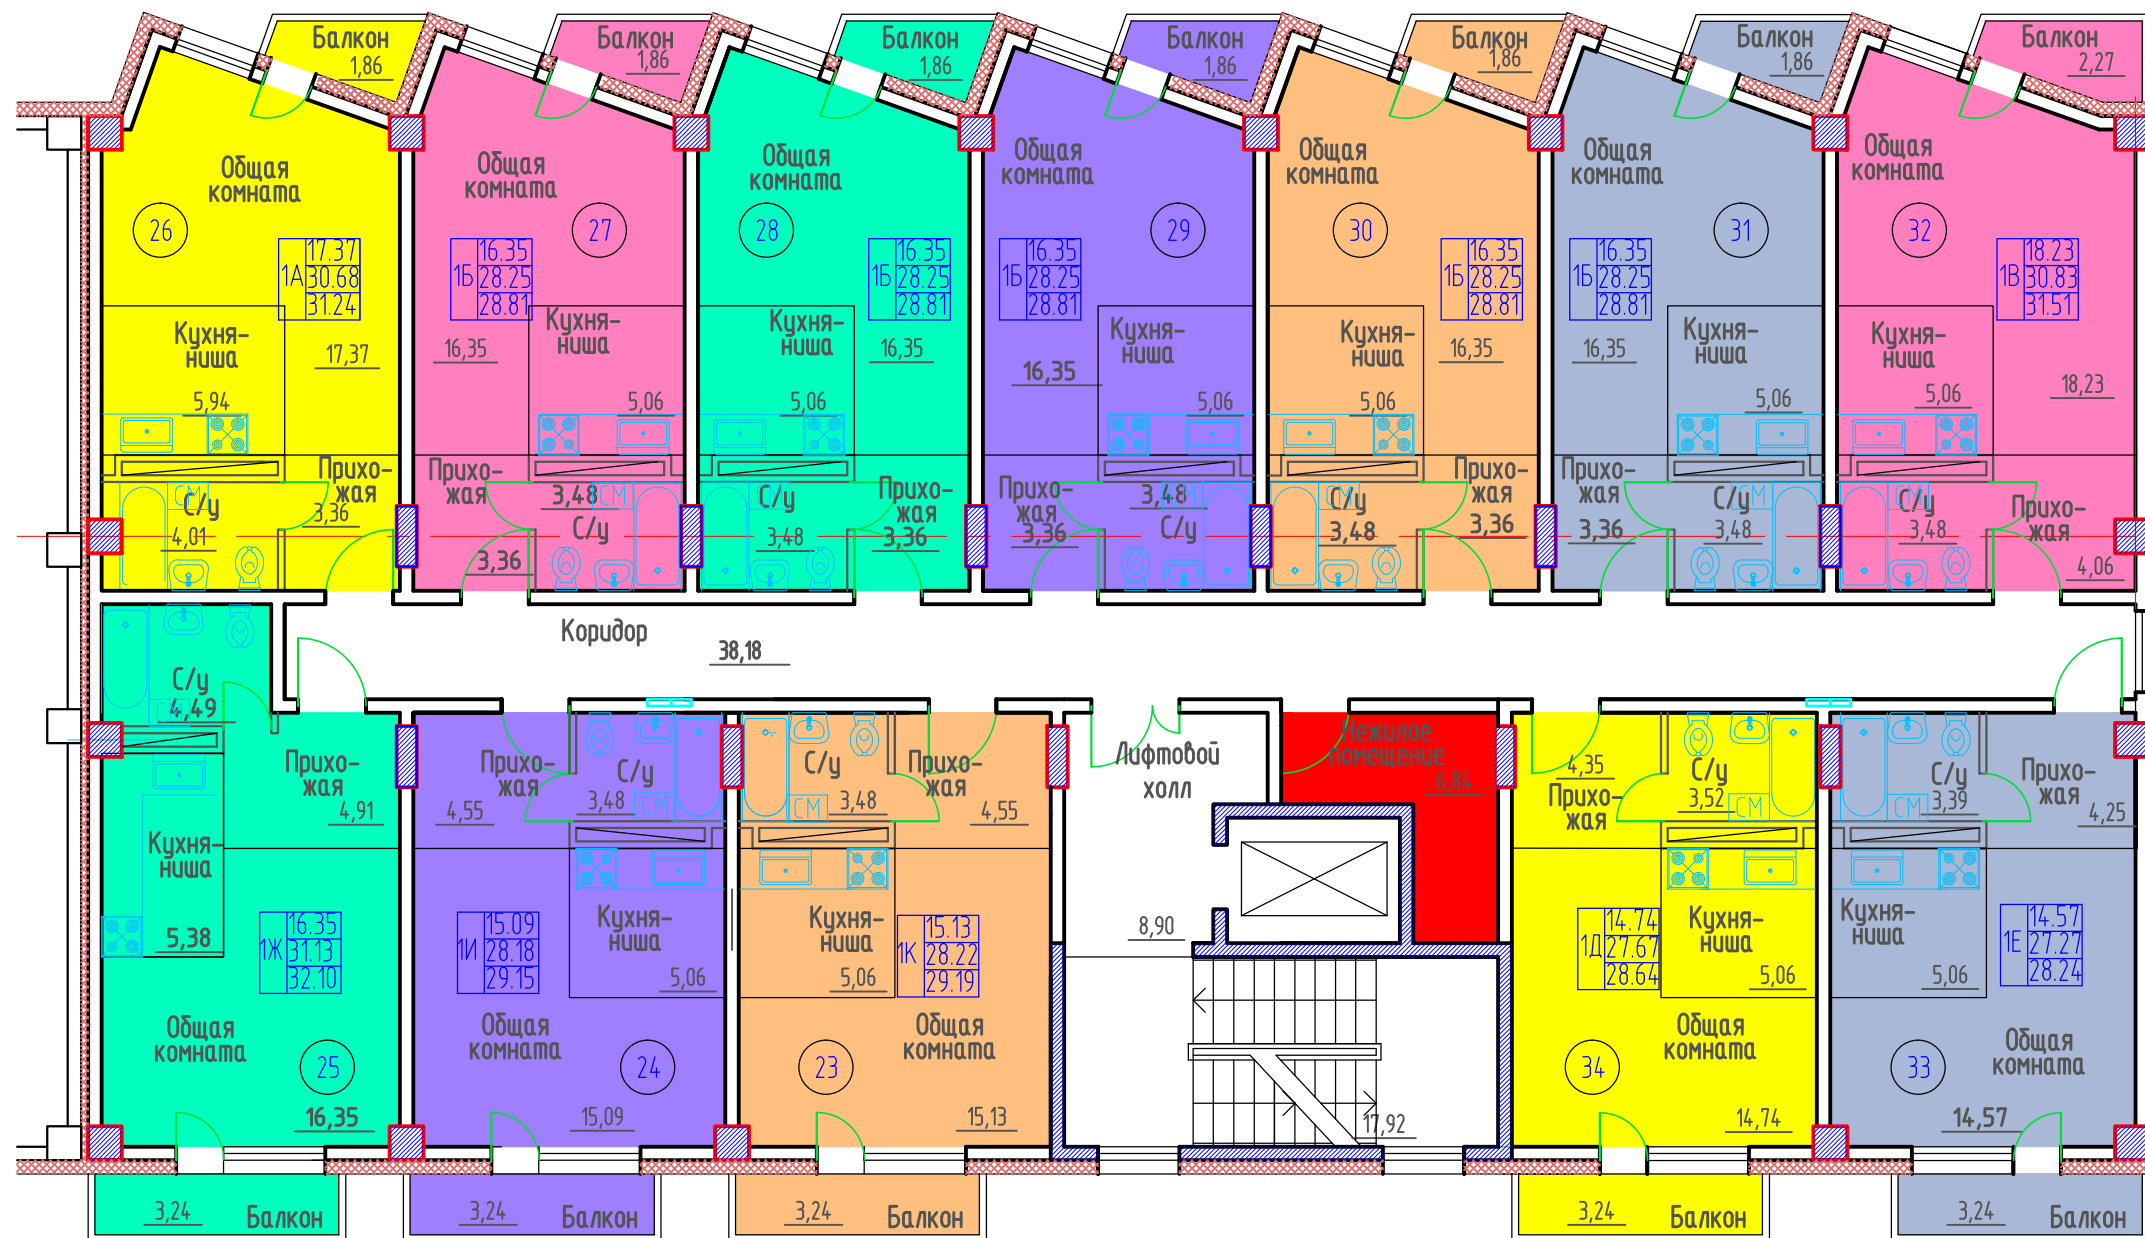 Балкон
1,86
Балкон
1,86
Балкон
1,86
Балкон
1,86
Балкон
1,86
Балкон
1,86
Балкон
2,27
Общая
комната
26
1А
17.37
30.68
31.24
Кухня-
ниша
17,37
5,94
Прихо-
жая
3,36
СМ
С/у
4,01
Общая
комната
27
1Б
16.35
28.25
28.81
Кухня-
ниша
16,35
5,06
Прихо-
жая
3,48
СМ
С/у
3,36
Общая
комната
28
1Б
16.35
28.25
28.81
Кухня-
ниша
16,35
5,06
С/у
3,48
Прихо-
жая
3,36
Общая
комната
29
1Б
16.35
28.25
28.81
Кухня-
ниша
16,35
5,06
Прихо-
жая
3,36
3,48
СМ
С/у
Общая
комната
30
1Б
16.35
28.25
28.81
Кухня-
ниша
16,35
5,06
СМ
С/у
3,48
Прихо-
жая
3,36
Общая
комната
31
1Б
16.35
28.25
28.81
Кухня-
ниша
16,35
5,06
Прихо-
жая
3,36
СМ
С/у
3,48
Общая
комната
32
1В
18.23
30.83
31.51
Кухня-
ниша
18,23
5,06
СМ
С/у
3,48
Прихо-
жая
4,06
Коридор
38,18
С/у
4,49
СМ
Прихо-
жая
4,91
Кухня-
ниша
5,38
1Ж
16.35
31.13
32.10
Общая
комната
25
16,35
Прихо-
жая
4,55
С/у
3,48
СМ
Кухня-
ниша
5,06
1И
15.09
28.18
29.15
Общая
комната
24
15,09
С/у
3,48
СМ
Прихо-
жая
4,55
Кухня-
ниша
5,06
1К
15.13
28.22
29.19
Общая
комната
23
15,13
Лифтовой
холл
8,90
Нежилое
помещение
6,84
17,92
4,35
Прихо-
жая
С/у
3,52
СМ
Кухня-
ниша
5,06
1Д
14.74
27.67
28.64
Общая
комната
34
14,74
С/у
3,39
СМ
Прихо-
жая
4,25
Кухня-
ниша
5,06
1Е
14.57
27.27
28.24
Общая
комната
33
14,57
3,24
Балкон
3,24
Балкон
3,24
Балкон
3,24
Балкон
3,24
Балкон